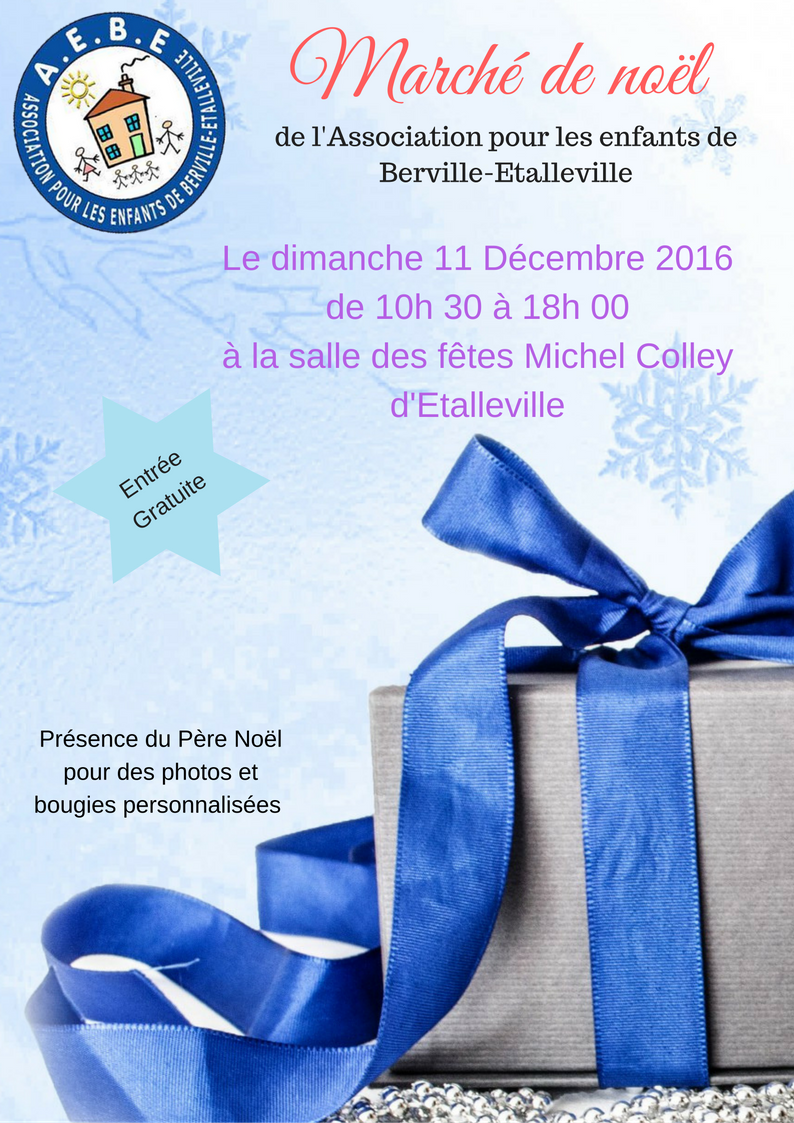 A.E.B.E
ASSOCIATION POUR LES ENFANTS DE BERVILLE-ETALLEVILLE
Marché de noël
de l'Association pour les enfants de
Berville-Etalleville
Le dimanche 11 Décembre 2016
de 10h 30 à 18h 00
à la salle des fêtes Michel Colley
d'Etalleville
Entrée
Gratuite
Présence du Père Noël
pour des photos et
bougies personnalisées